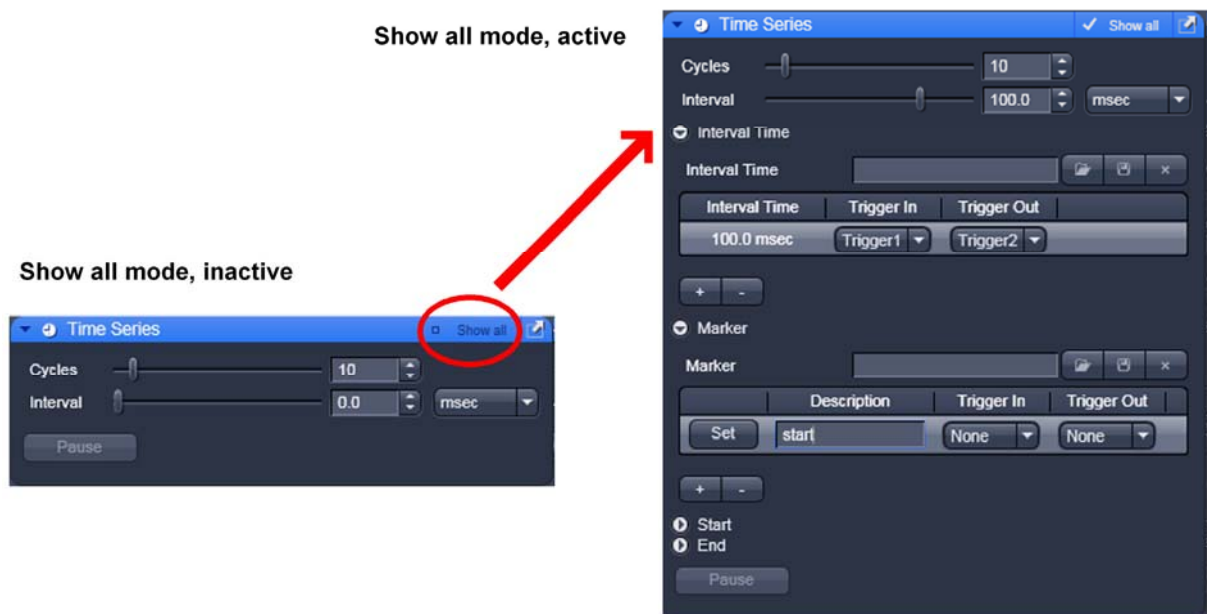 Show all mode, active
Time Series Show all
Cycles 10
Interval 100.0 msec
Interval Time
Interval Time
Interval Time Trigger In Trigger Out
100.0 msec Trigger1 Trigger2
+ -
Marker
Marker
Description Trigger In Trigger Out
Set start None None
+ -
Start
End
Pause
Show all mode, inactive
Time Series Show all
Cycles 10
Interval 0.0 msec
Pause